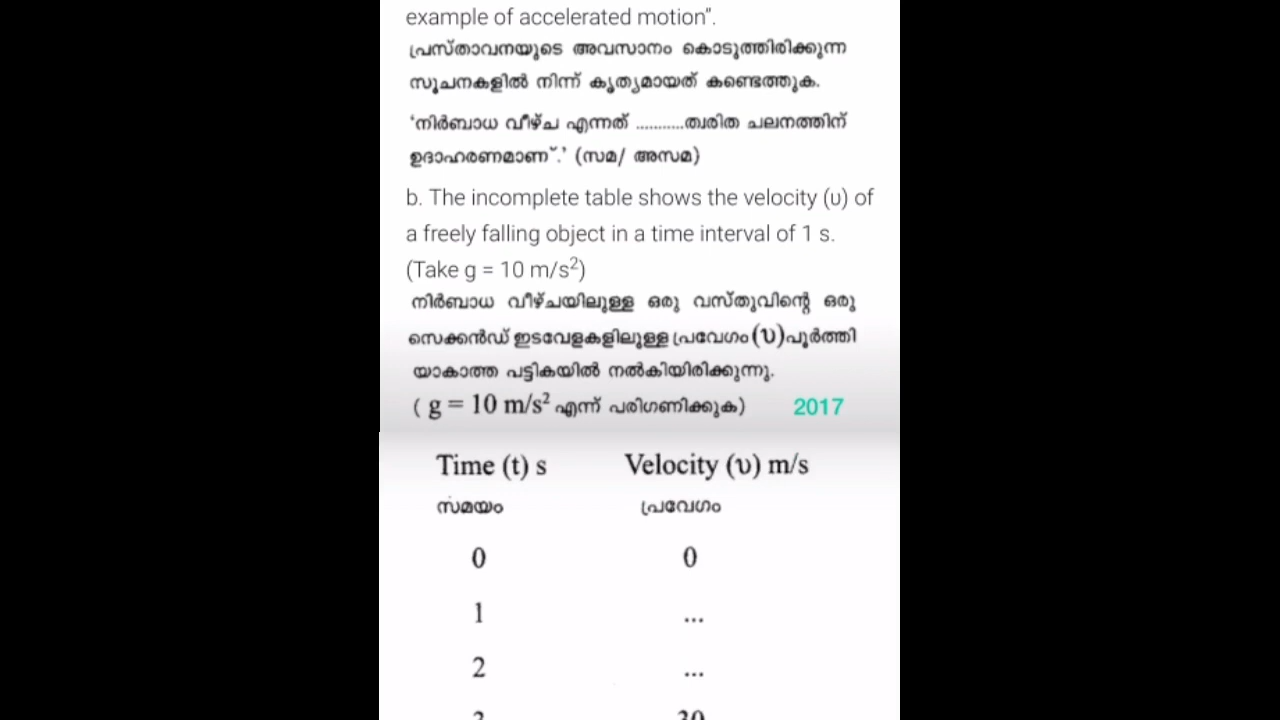 example of accelerated motion”.
പ്രസ്താവനയുടെ അവസാനം കൊടുത്തിരിക്കുന്ന
സൂചനകളിൽ നിന്ന് കൃത്യമായത് കണ്ടെത്തുക.
‘നിർബാധ വീഴ്ച എന്നത് ...........ത്വരിത ചലനത്തിന്
ഉദാഹരണമാണ്.’ (സമ/ അസമ)
b. The incomplete table shows the velocity (υ) of
a freely falling object in a time interval of 1 s.
(Take g = 10 m/s²)
നിർബാധ വീഴ്ചയിലുള്ള ഒരു വസ്തുവിന്റെ ഒരു
സെക്കൻഡ് ഇടവേളകളിലുള്ള പ്രവേഗം (υ) പൂർത്തി
യാകാത്ത പട്ടികയിൽ നൽകിയിരിക്കുന്നു.
( g = 10 m/s² എന്ന് പരിഗണിക്കുക) 2017
Time (t) s Velocity (υ) m/s
സമയം പ്രവേഗം
0 0
1 ...
2 ...
3 30